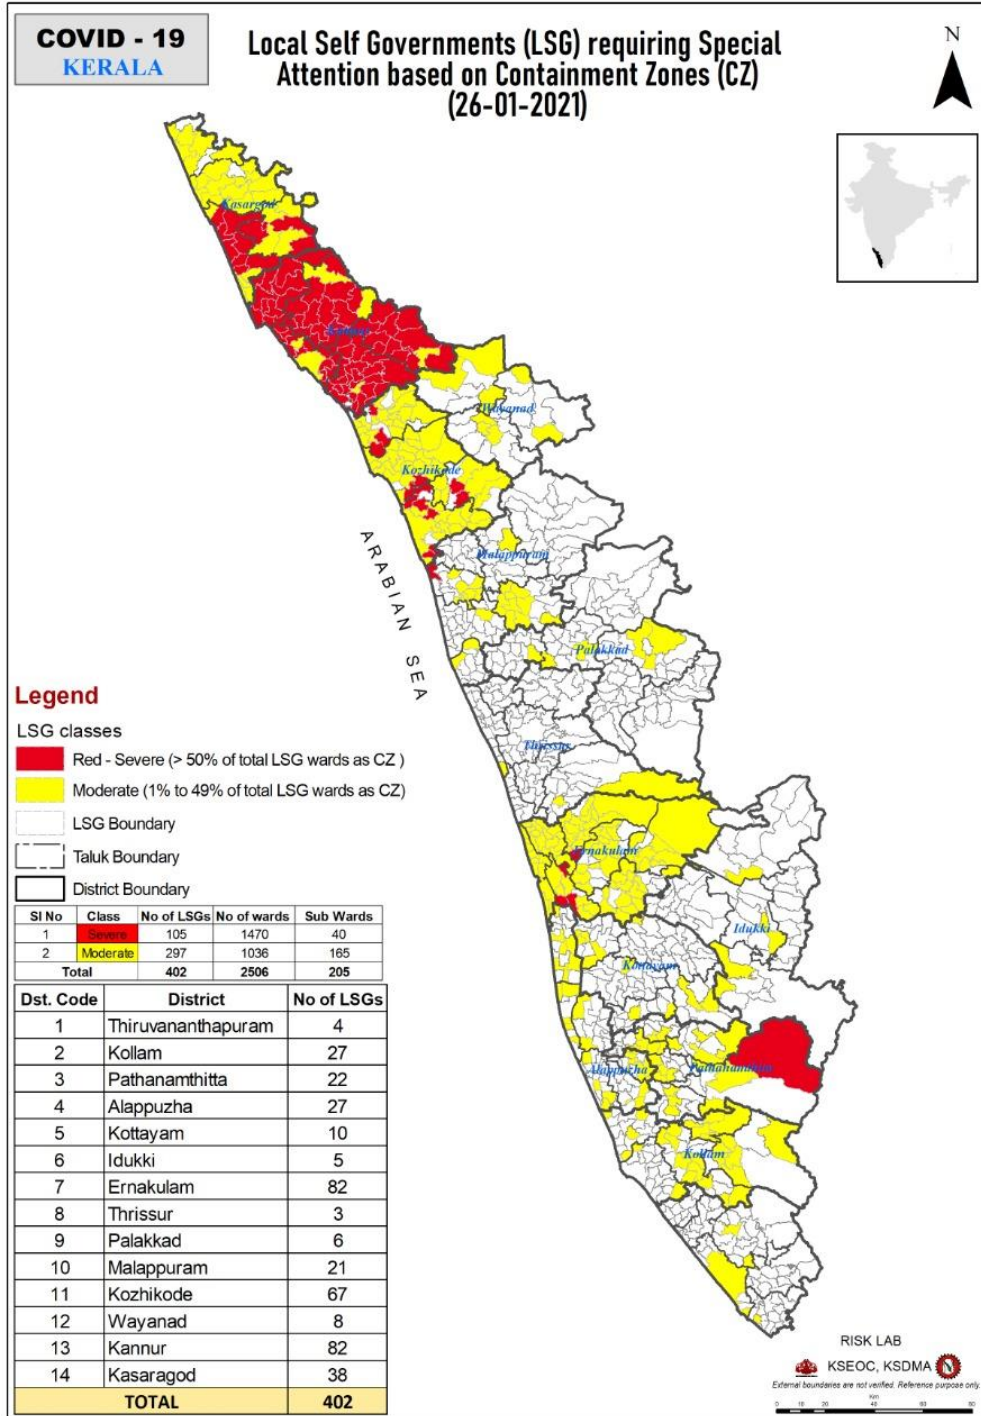 COVID - 19
KERALA
Local Self Governments (LSG) requiring Special
Attention based on Containment Zones (CZ)
(26-01-2021)
N
Kasargod
Kannur
Wayanad
Kozhikode
Malappuram
ARABIAN SEA
Palakkad
Thrissur
Ernakulam
Idukki
Kottayam
Alappuzha
Pathanamthitta
Kollam
Legend
LSG classes
Red - Severe (> 50% of total LSG wards as CZ )
Moderate (1% to 49% of total LSG wards as CZ)
LSG Boundary
Taluk Boundary
District Boundary
Sl No Class No of LSGs No of wards Sub Wards
1 Severe 105 1470 40
2 Moderate 297 1036 165
Total 402 2506 205
Dst. Code District No of LSGs
1 Thiruvananthapuram 4
2 Kollam 27
3 Pathanamthitta 22
4 Alappuzha 27
5 Kottayam 10
6 Idukki 5
7 Ernakulam 82
8 Thrissur 3
9 Palakkad 6
10 Malappuram 21
11 Kozhikode 67
12 Wayanad 8
13 Kannur 82
14 Kasaragod 38
TOTAL 402
RISK LAB
KSEOC, KSDMA
External boundaries are not verified. Reference purpose only.
Km
0 10 20 40 60 80